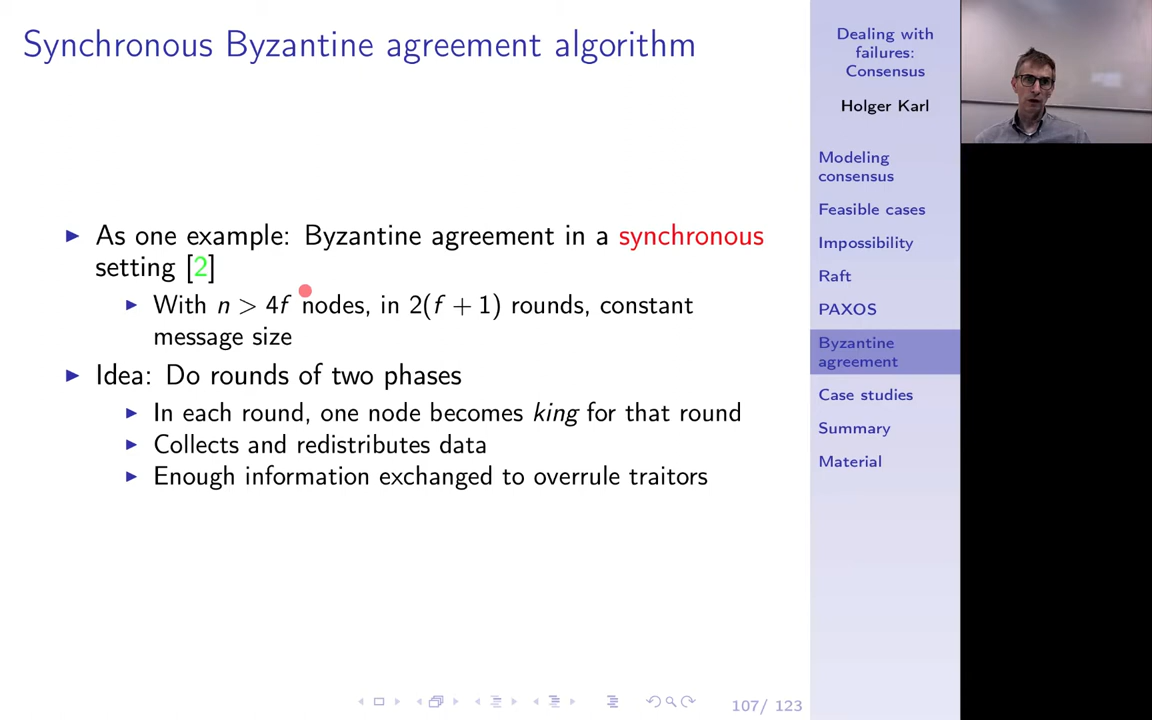 Synchronous Byzantine agreement algorithm
▶ As one example: Byzantine agreement in a synchronous
setting [2]
▶ With n > 4f nodes, in 2(f + 1) rounds, constant
message size
▶ Idea: Do rounds of two phases
▶ In each round, one node becomes king for that round
▶ Collects and redistributes data
▶ Enough information exchanged to overrule traitors
107/ 123
Dealing with
failures:
Consensus
Holger Karl
Modeling
consensus
Feasible cases
Impossibility
Raft
PAXOS
Byzantine
agreement
Case studies
Summary
Material